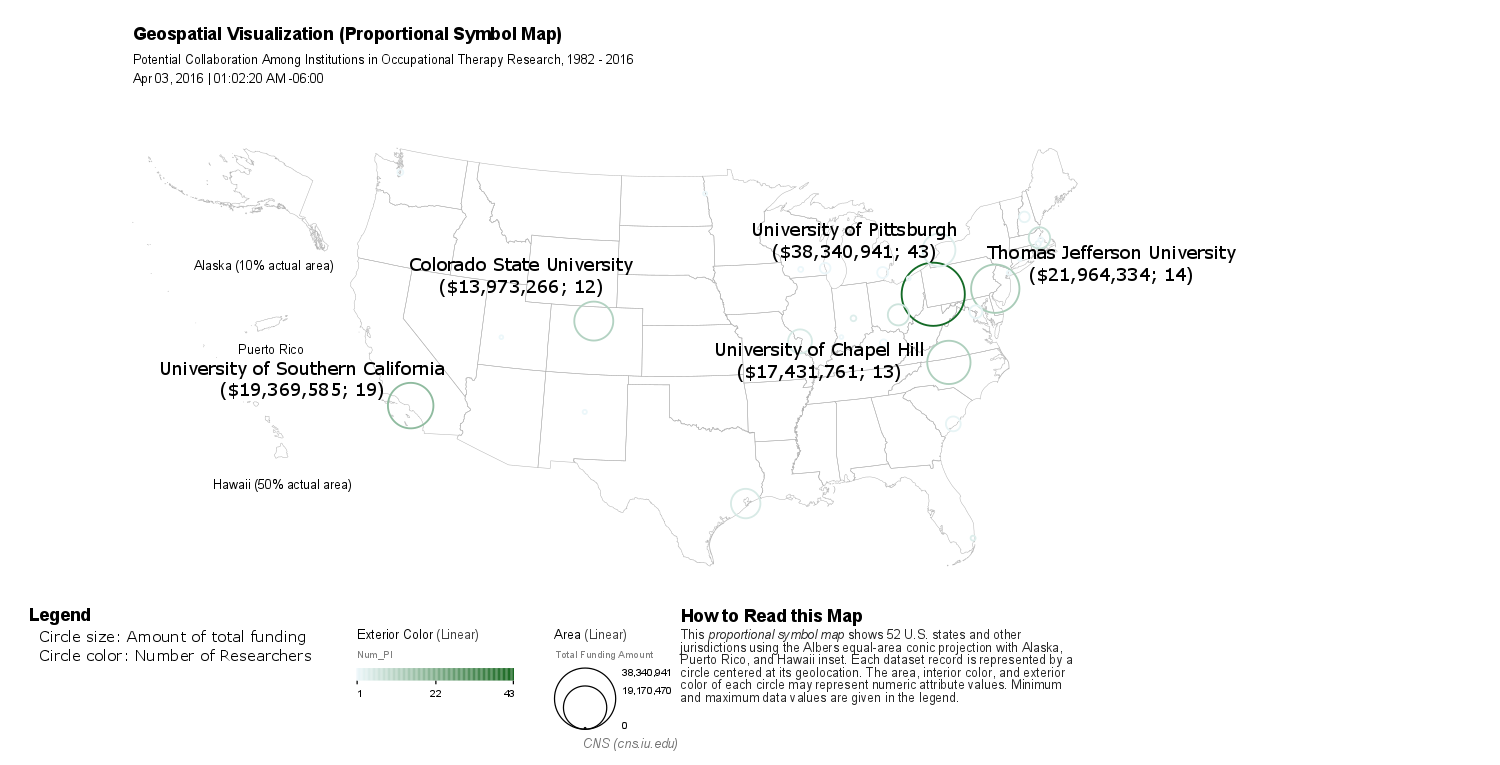 Geospatial Visualization (Proportional Symbol Map)
Potential Collaboration Among Institutions in Occupational Therapy Research, 1982 - 2016
Apr 03, 2016 | 01:02:20 AM -06:00
University of Pittsburgh
($38,340,941; 43)
Thomas Jefferson University
($21,964,334; 14)
Colorado State University
($13,973,266; 12)
Alaska (10% actual area)
Puerto Rico
University of Southern California
($19,369,585; 19)
University of Chapel Hill
($17,431,761; 13)
Hawaii (50% actual area)
Legend
Circle size: Amount of total funding
Circle color: Number of Researchers
Exterior Color (Linear)
Num_PI
1 22 43
Area (Linear)
Total Funding Amount
38,340,941
19,170,470
0
CNS (cns.iu.edu)
How to Read this Map
This proportional symbol map shows 52 U.S. states and other
jurisdictions using the Albers equal-area conic projection with Alaska,
Puerto Rico, and Hawaii inset. Each dataset record is represented by a
circle centered at its geolocation. The area, interior color, and exterior
color of each circle may represent numeric attribute values. Minimum
and maximum data values are given in the legend.